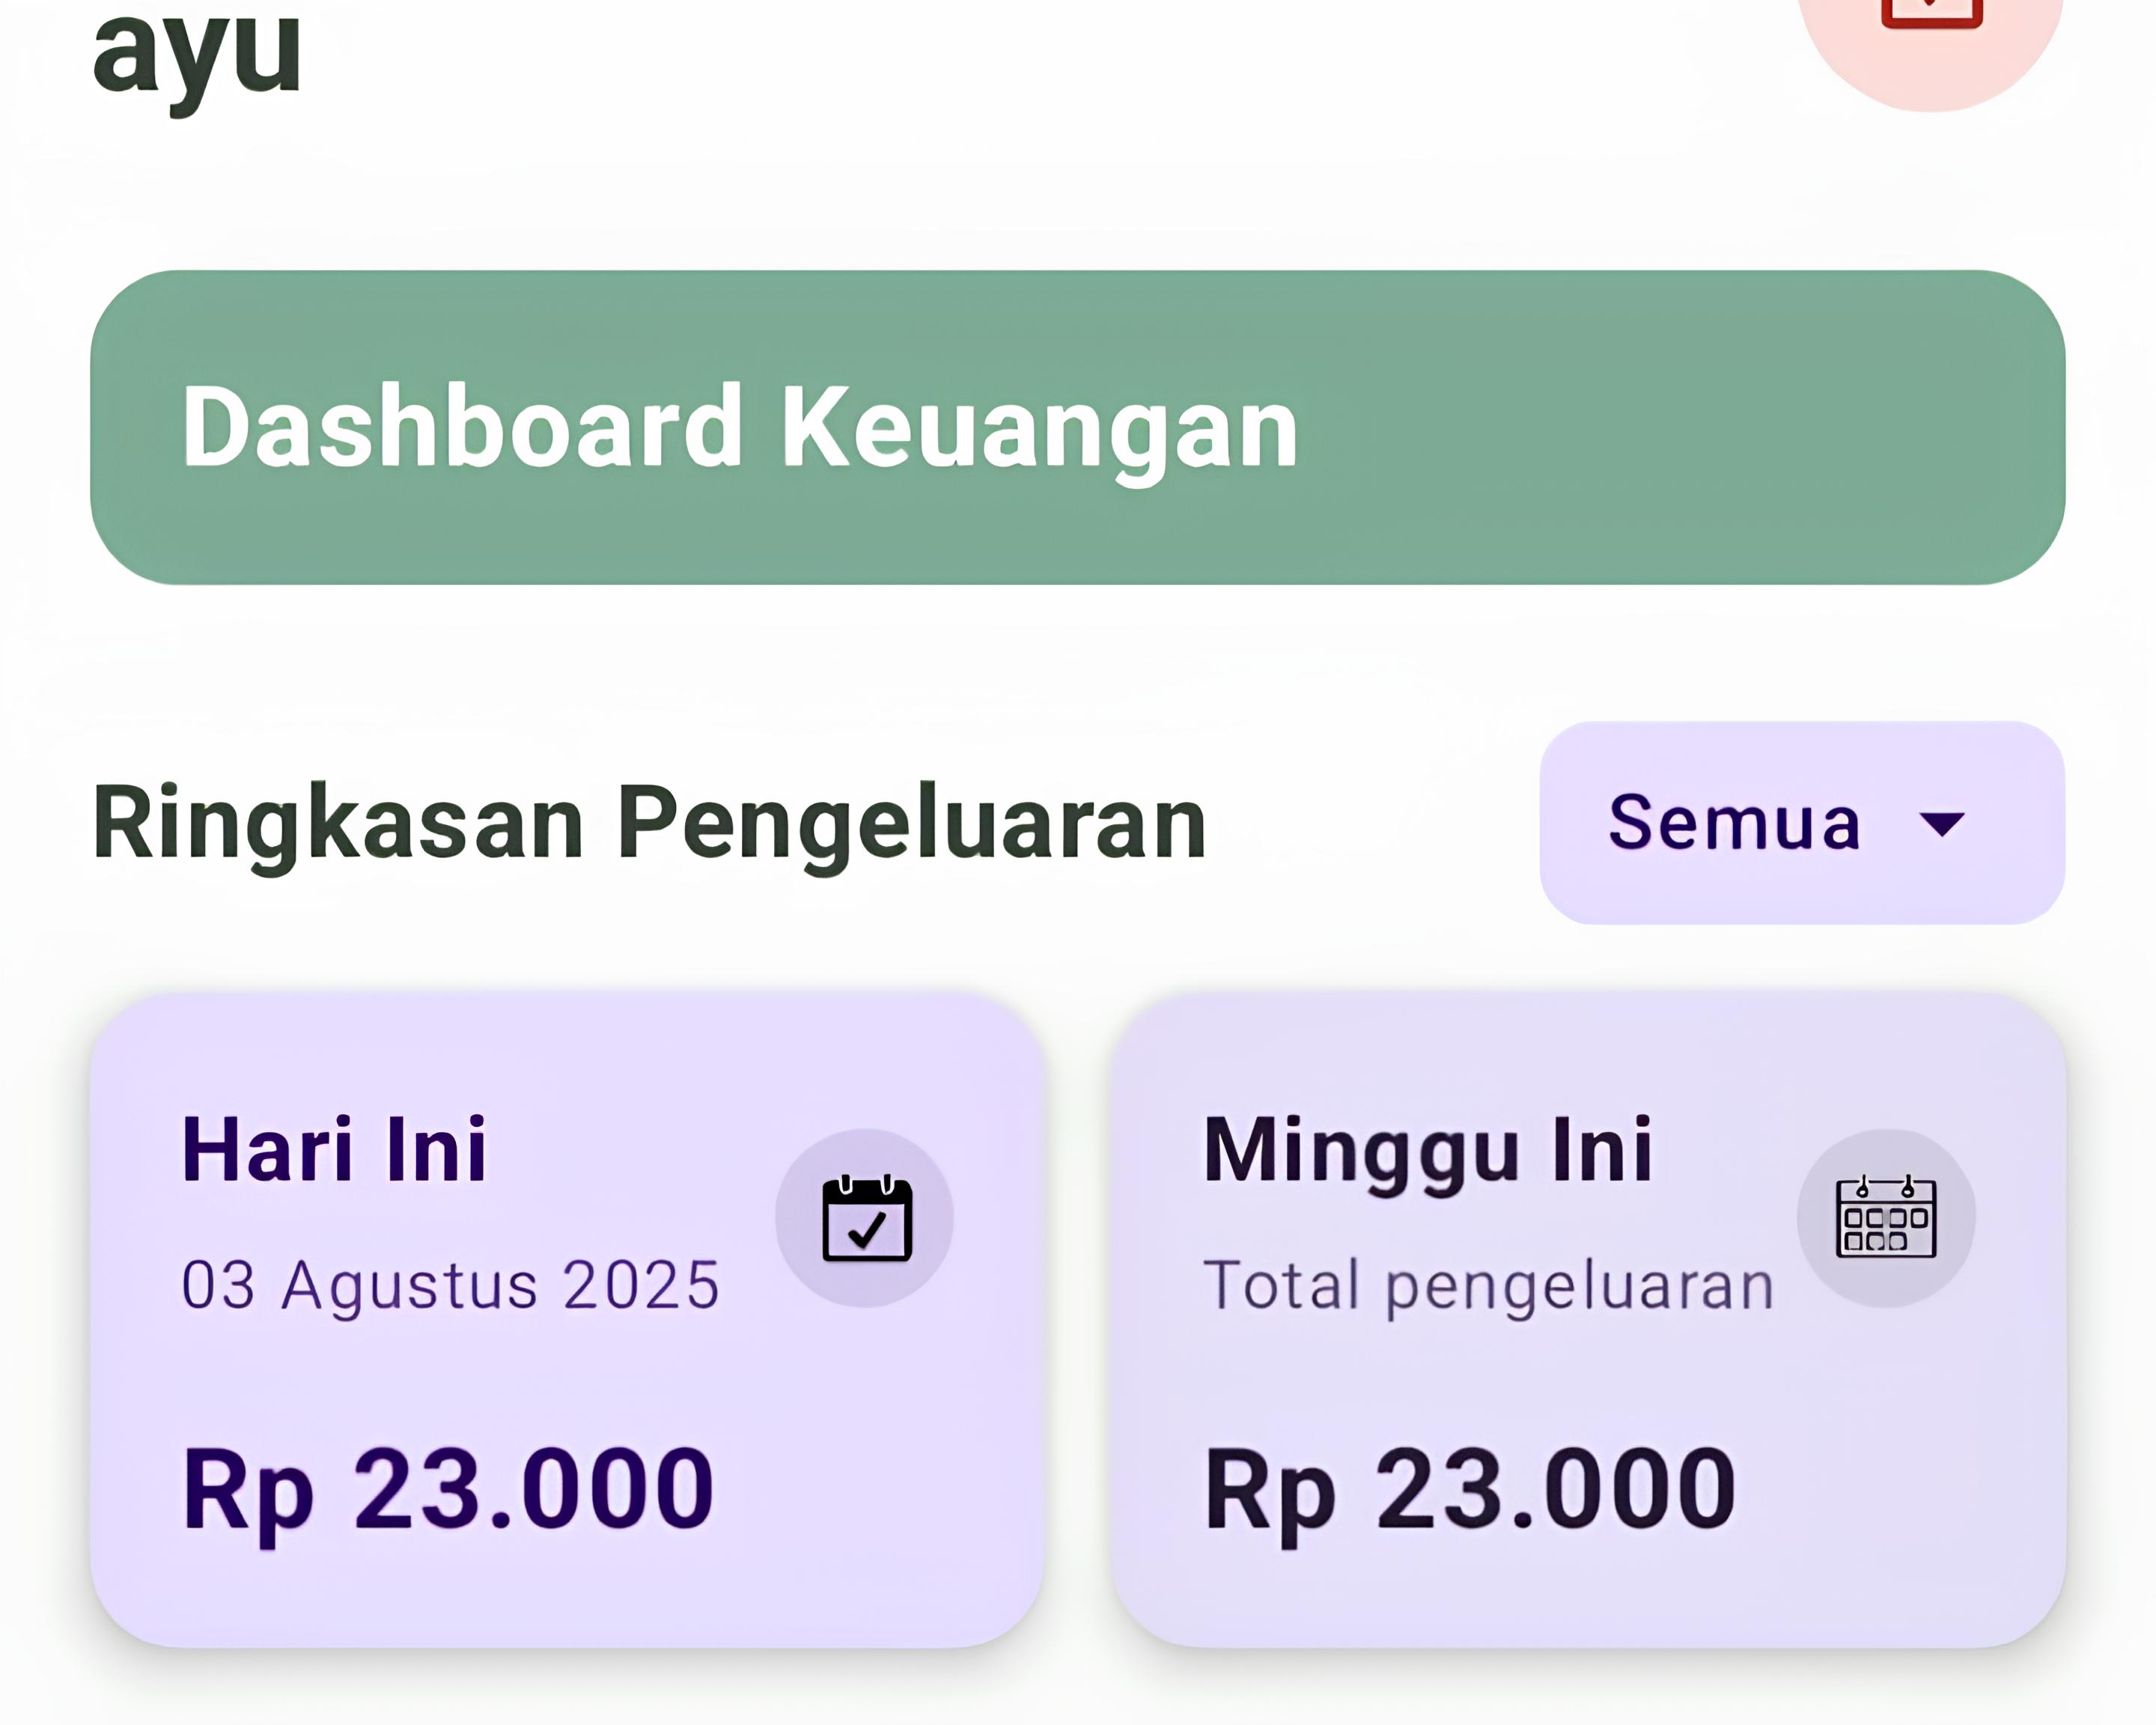 ayu
Dashboard Keuangan
Ringkasan Pengeluaran
Semua
Hari Ini
03 Agustus 2025
Rp 23.000
Minggu Ini
Total pengeluaran
Rp 23.000